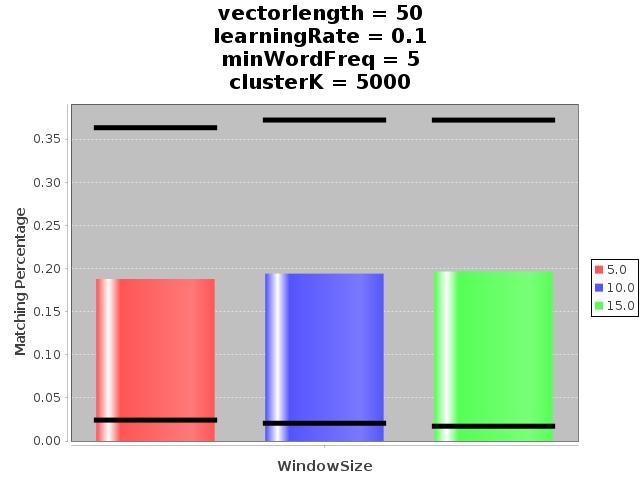 vectorlength = 50
learningRate = 0.1
minWordFreq = 5
clusterK = 5000
Matching Percentage
0.35
0.30
0.25
0.20
0.15
0.10
0.05
0.00
WindowSize
5.0
10.0
15.0